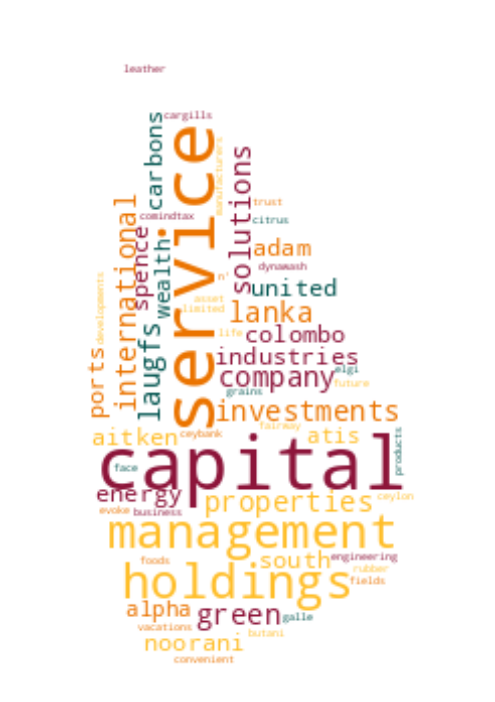 leather
cargills
carbons
service
manufacturers
solutions
comindtax
trust
citrus
international
spence
wealth
adam
dynawash
n'
united
developments
asset
limited
lanka
laugfs
life
colombo
ports
industries
company
elgi
future
grains
investments
fairway
aitken
ceybank
atis
products
capital
face
energy
properties
ceylon
evoke
business
management
south
engineering
foods
rubber
holdings
fields
alpha
green
galle
vacations
butani
noorani
convenient